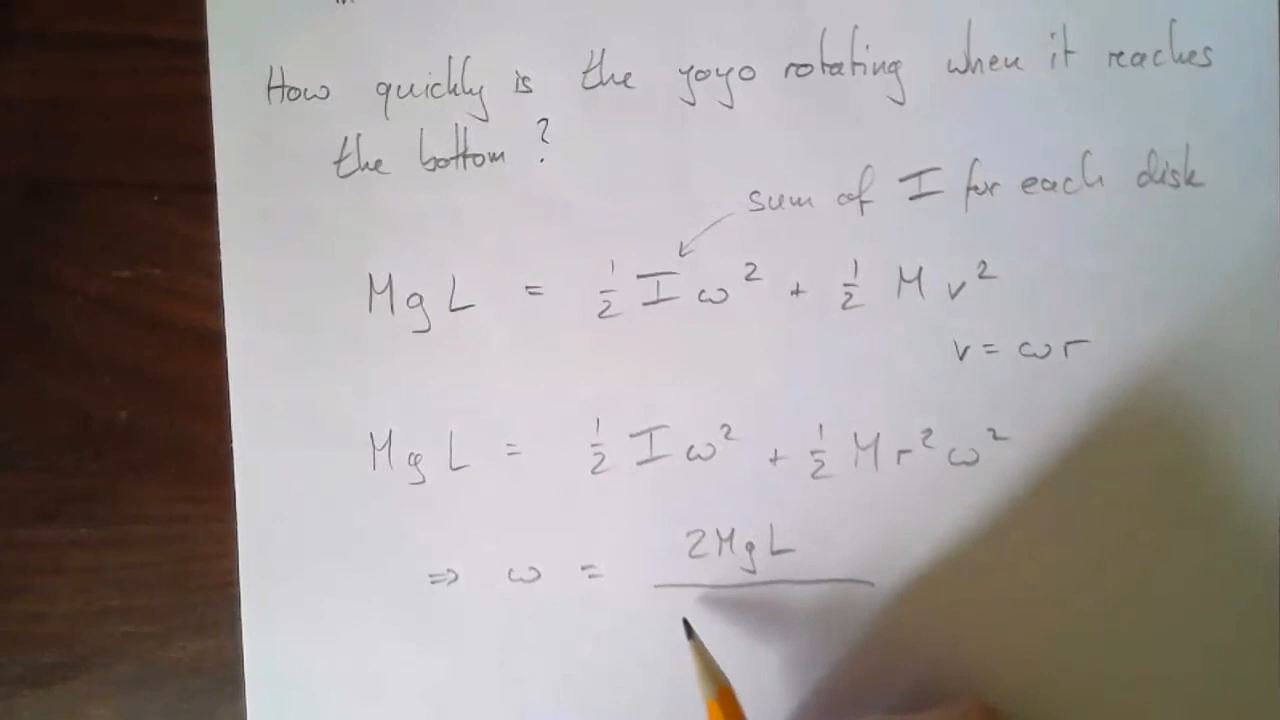 How quickly is the yoyo rotating when it reaches
the bottom ?
sum of I for each disk
MgL = ½ I ω² + ½ M v²
v = ωr
MgL = ½ I ω² + ½ M r² ω²
⇒ ω = 2MgL